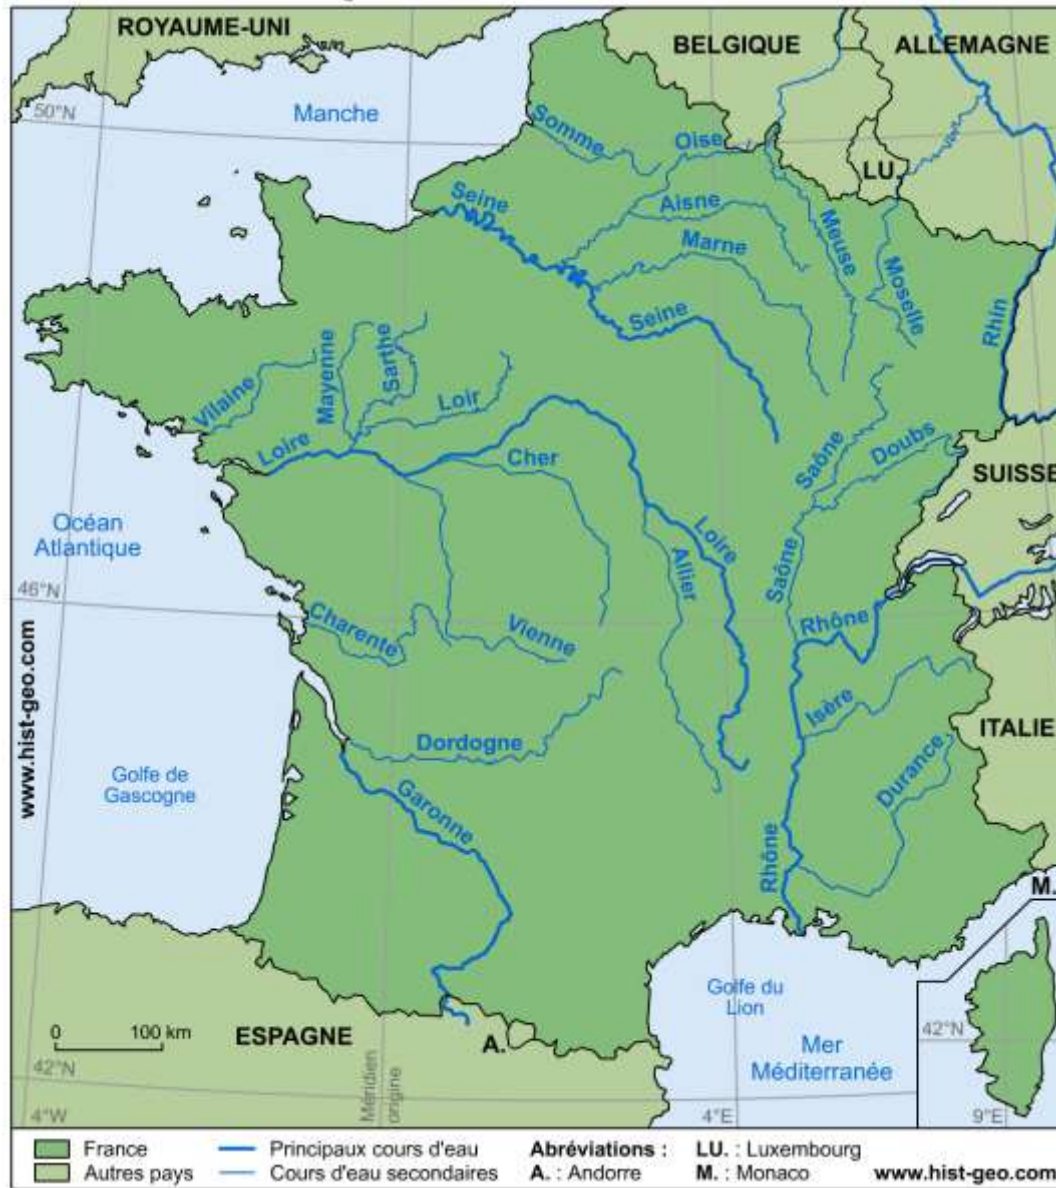 ROYAUME-UNI
BELGIQUE
ALLEMAGNE
50°N
Manche
Somme
Oise
LU.
Seine
Aisne
Meuse
Marne
Moselle
Seine
Rhin
Vilaine
Mayenne
Sarthe
Loir
Loire
Cher
Saône
Doubs
SUISSE
Océan
Atlantique
Loire
Allier
Saône
46°N
Charente
Vienne
Rhône
www.hist-geo.com
Isère
ITALIE
Dordogne
Golfe de
Gascogne
Garonne
Durance
Rhône
M.
Golfe du
Lion
0 100 km
ESPAGNE
A.
42°N
Mer
Méditerranée
42°N
Méridien
origine
4°W
4°E
9°E
France
Principaux cours d'eau
Abréviations :
LU. : Luxembourg
Autres pays
Cours d'eau secondaires
A. : Andorre
M. : Monaco
www.hist-geo.com